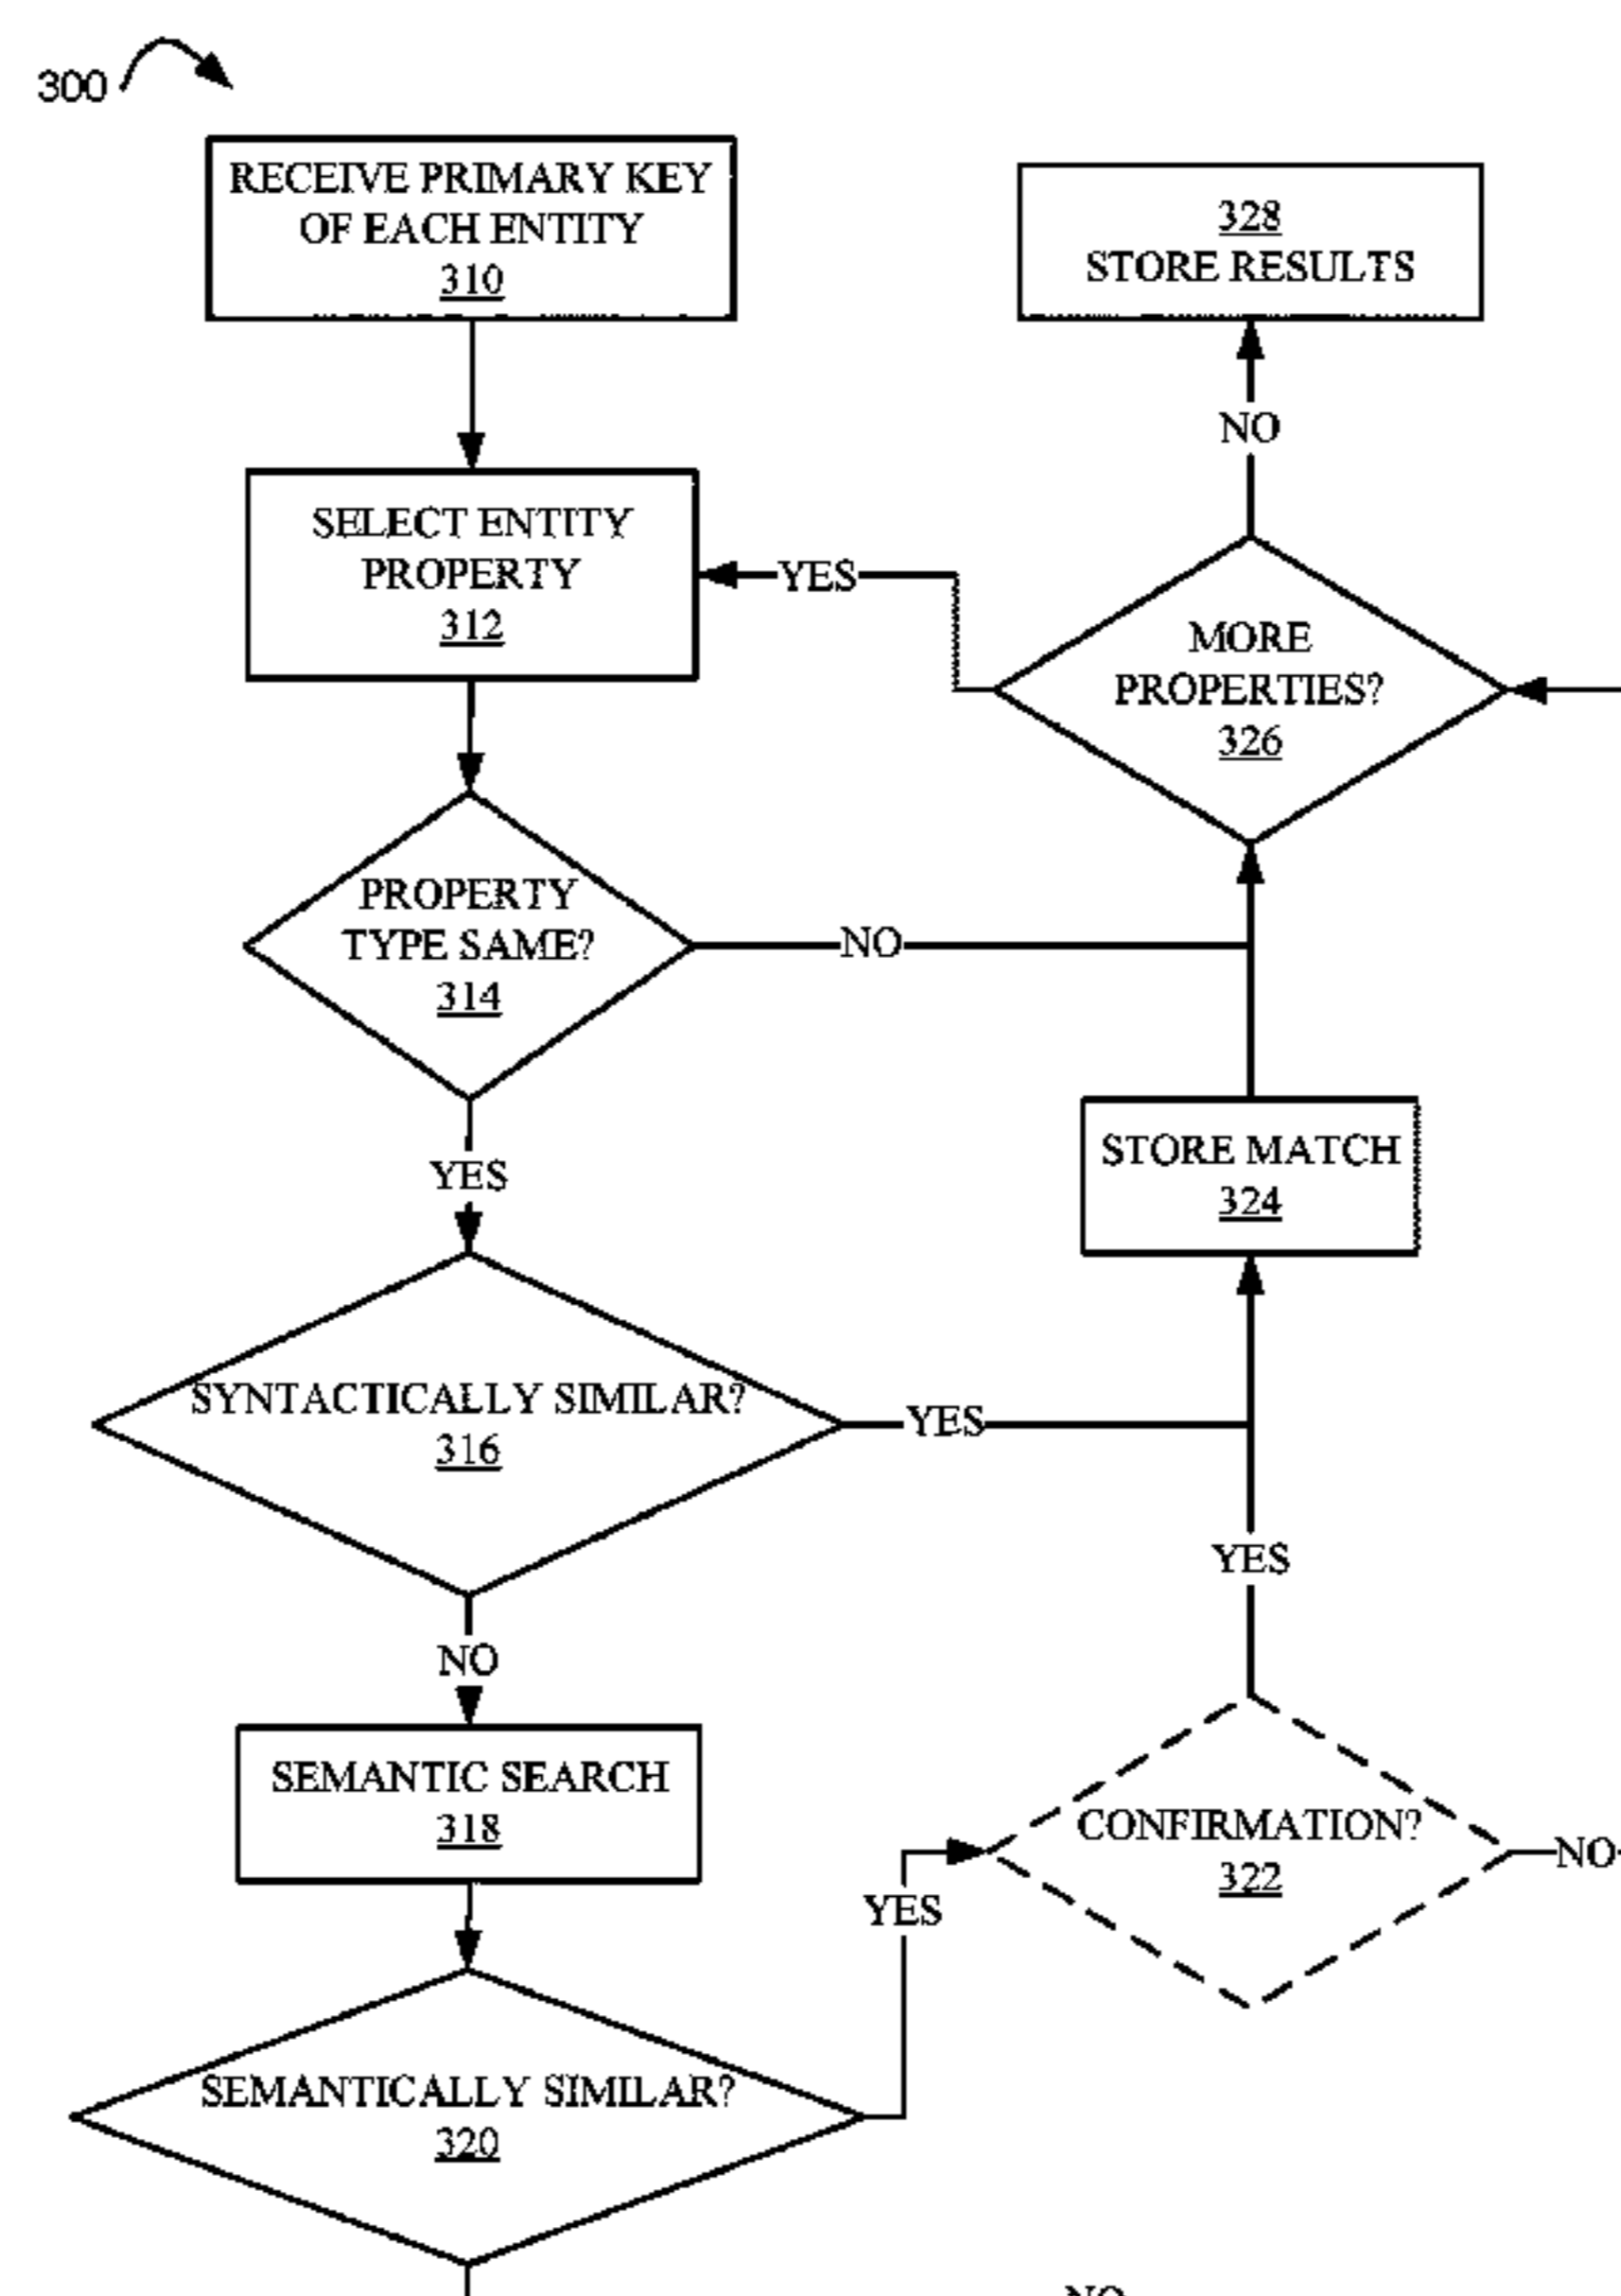 300
RECEIVE PRIMARY KEY
OF EACH ENTITY
310
328
STORE RESULTS
NO
SELECT ENTITY
PROPERTY
312
YES
MORE
PROPERTIES?
326
PROPERTY
TYPE SAME?
314
NO
YES
STORE MATCH
324
SYNTACTICALLY SIMILAR?
316
YES
NO
YES
SEMANTIC SEARCH
318
CONFIRMATION?
322
NO
YES
SEMANTICALLY SIMILAR?
320
NO